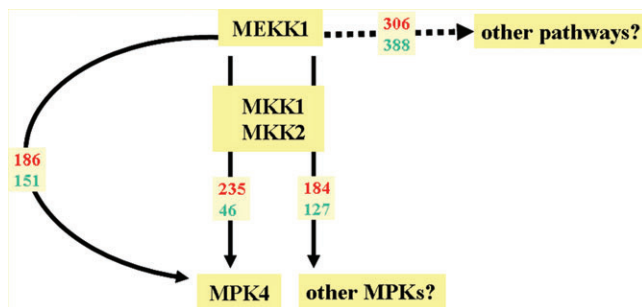 MEKK1
306
388
other pathways?
MKK1
MKK2
186
151
235
46
184
127
MPK4
other MPKs?